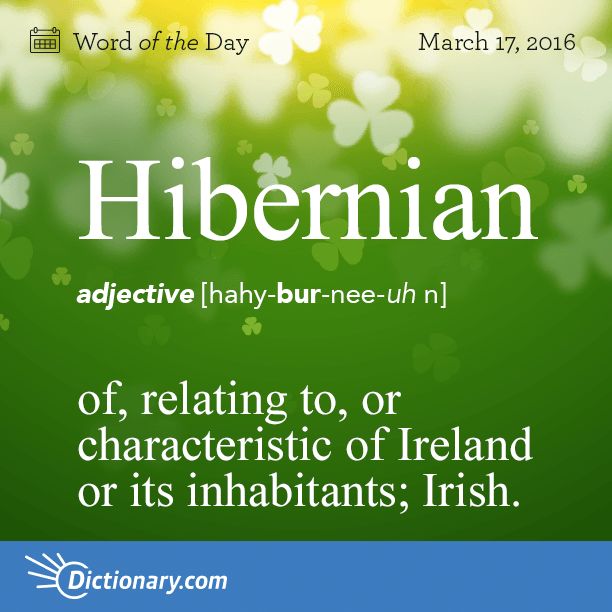 Word of the Day
March 17, 2016
Hibernian
adjective [hahy-bur-nee-uh n]
of, relating to, or
characteristic of Ireland
or its inhabitants; Irish.
Dictionary.com